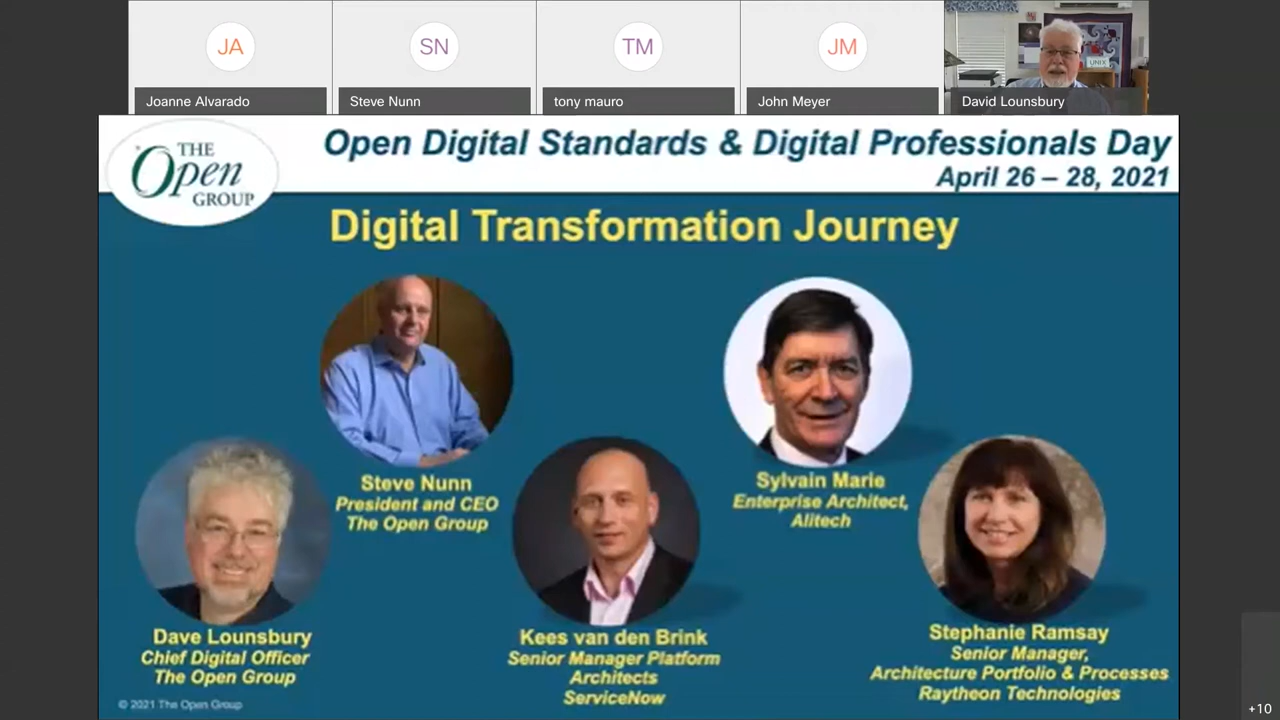 JA
SN
TM
JM
Joanne Alvarado
Steve Nunn
tony mauro
John Meyer
UNIX
David Lounsbury
THE
Open
GROUP
Open Digital Standards & Digital Professionals Day
April 26 – 28, 2021
Digital Transformation Journey
Steve Nunn
President and CEO
The Open Group
Sylvain Marie
Enterprise Architect,
Alitech
Dave Lounsbury
Chief Digital Officer
The Open Group
Kees van den Brink
Senior Manager Platform
Architects
ServiceNow
Stephanie Ramsay
Senior Manager,
Architecture Portfolio & Processes
Raytheon Technologies
© 2021 The Open Group
+10